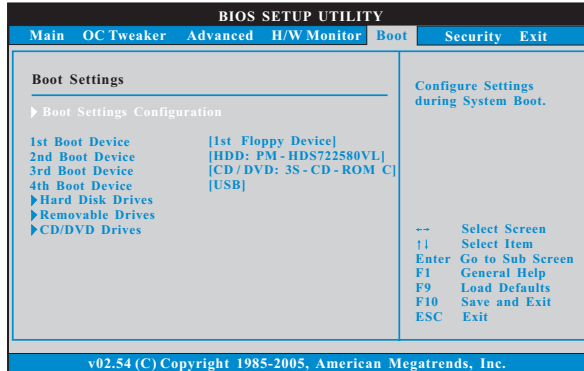 BIOS SETUP UTILITY
Main OC Tweaker Advanced H/W Monitor Boot Security Exit
Boot Settings
Boot Settings Configuration
1st Boot Device [1st Floppy Device]
2nd Boot Device [HDD: PM - HDS722580VL]
3rd Boot Device [CD / DVD: 3S - CD - ROM C]
4th Boot Device [USB]
Hard Disk Drives
Removable Drives
CD/DVD Drives
Configure Settings
during System Boot.
←→ Select Screen
↑↓ Select Item
Enter Go to Sub Screen
F1 General Help
F9 Load Defaults
F10 Save and Exit
ESC Exit
v02.54 (C) Copyright 1985-2005, American Megatrends, Inc.